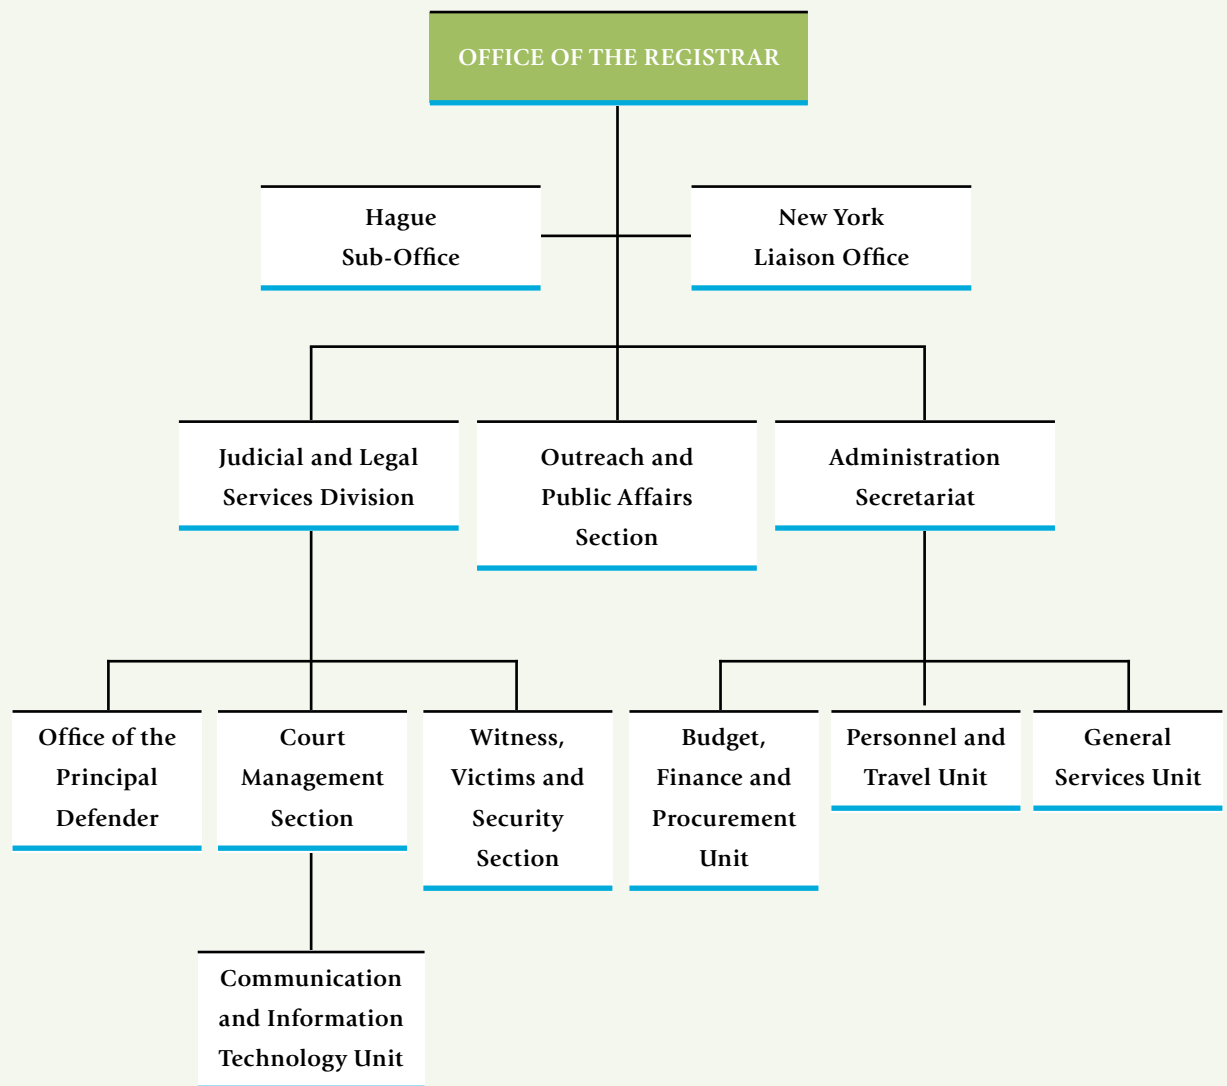 OFFICE OF THE REGISTRAR
Hague
Sub-Office
New York
Liaison Office
Judicial and Legal
Services Division
Outreach and
Public Affairs
Section
Administration
Secretariat
Office of the
Principal
Defender
Court
Management
Section
Witness,
Victims and
Security
Section
Budget,
Finance and
Procurement
Unit
Personnel and
Travel Unit
General
Services Unit
Communication
and Information
Technology Unit